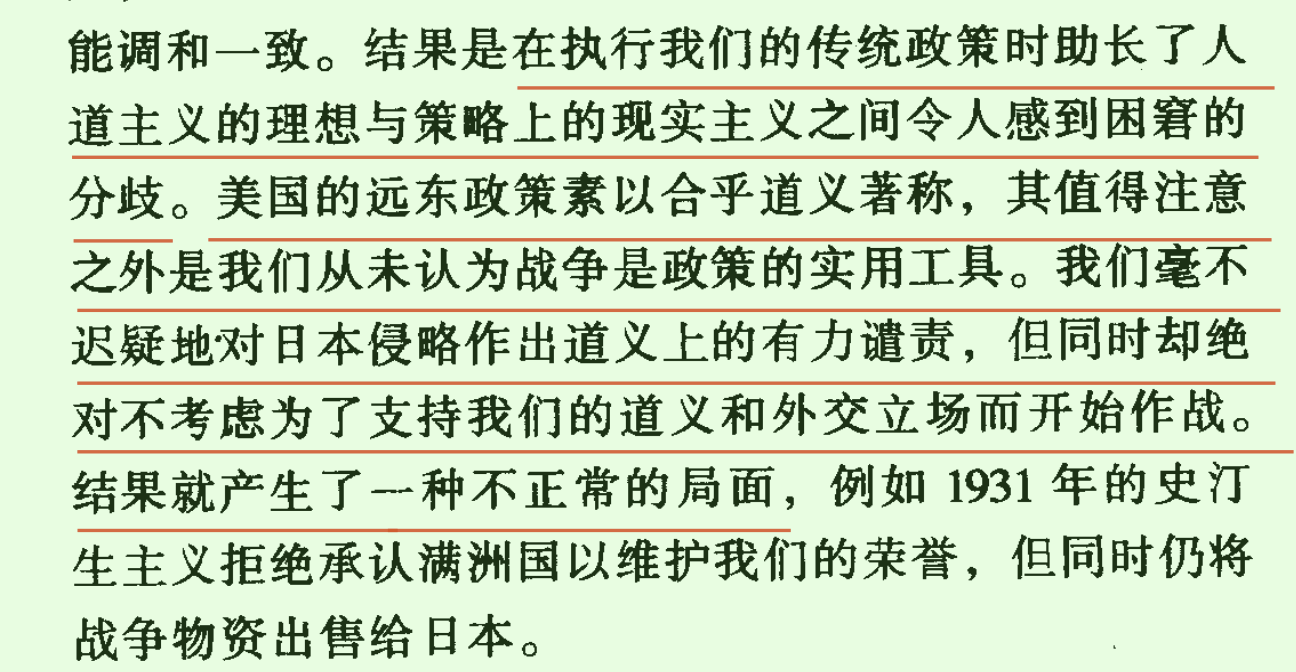 能调和一致。结果是在执行我们的传统政策时助长了人
道主义的理想与策略上的现实主义之间令人感到困窘的
分歧。美国的远东政策素以合乎道义著称，其值得注意
之外是我们从未认为战争是政策的实用工具。我们毫不
迟疑地对日本侵略作出道义上的有力谴责，但同时却绝
对不考虑为了支持我们的道义和外交立场而开始作战。
结果就产生了一种不正常的局面，例如 1931 年的史汀
生主义拒绝承认满洲国以维护我们的荣誉，但同时仍将
战争物资出售给日本。